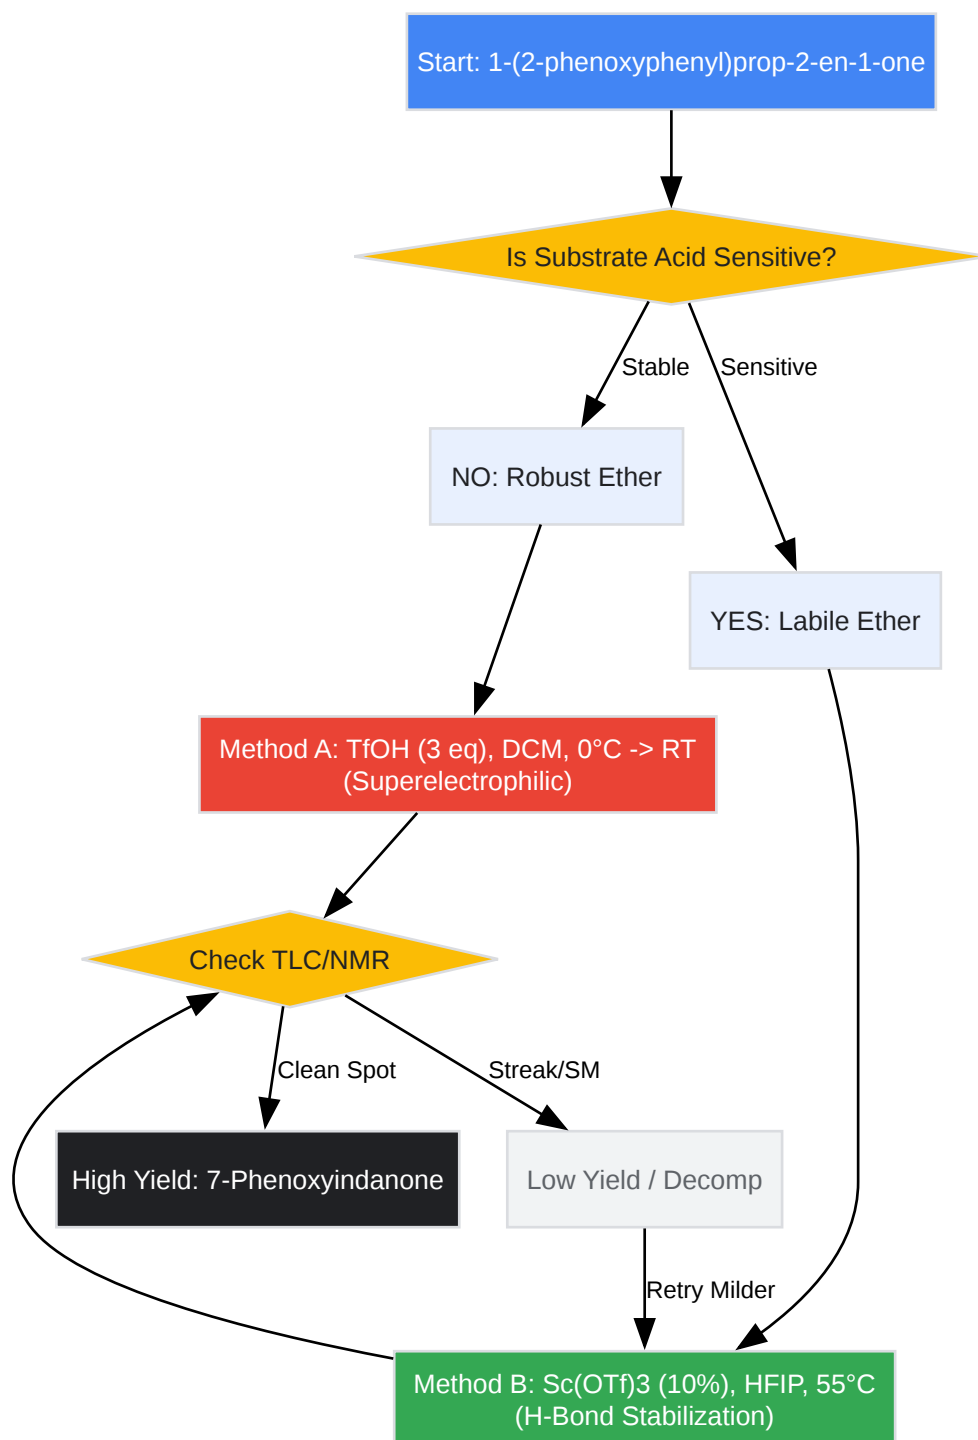 Start: 1-(2-phenoxyphenyl)prop-2-en-1-one
Is Substrate Acid Sensitive?
Stable
Sensitive
NO: Robust Ether
YES: Labile Ether
Method A: TfOH (3 eq), DCM, 0°C -> RT
(Superelectrophilic)
Check TLC/NMR
Clean Spot
Streak/SM
High Yield: 7-Phenoxyindanone
Low Yield / Decomp
Retry Milder
Method B: Sc(OTf)3 (10%), HFIP, 55°C
(H-Bond Stabilization)